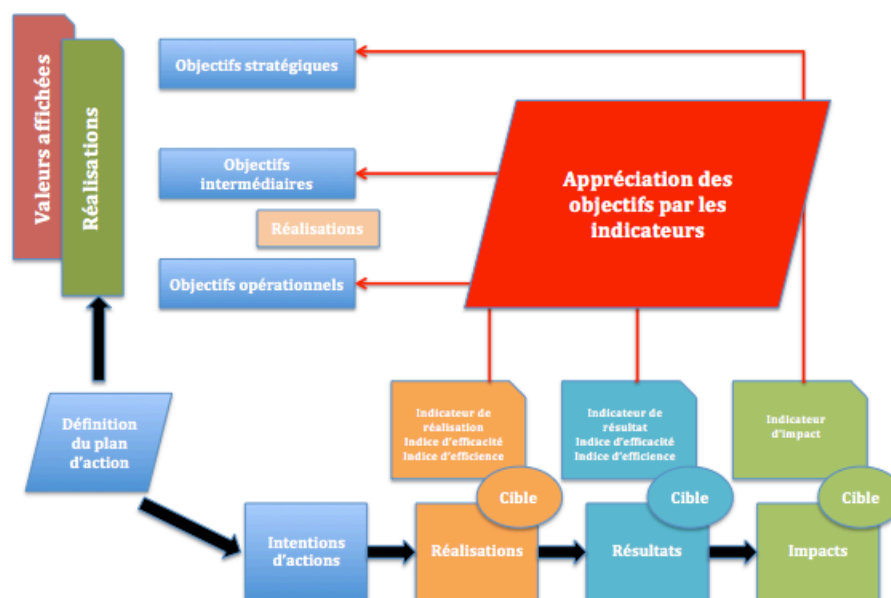 Valeurs affichées
Réalisations
Objectifs stratégiques
Objectifs
intermédiaires
Réalisations
Objectifs opérationnels
Appréciation des
objectifs par les
indicateurs
Définition
du plan
d'action
Indicateur de
réalisation
Indice d'efficacité
Indice d'efficience
Indicateur de
résultat
Indice d'efficacité
Indice d'efficience
Indicateur
d'impact
Cible
Cible
Cible
Intentions
d'actions
Réalisations
Résultats
Impacts